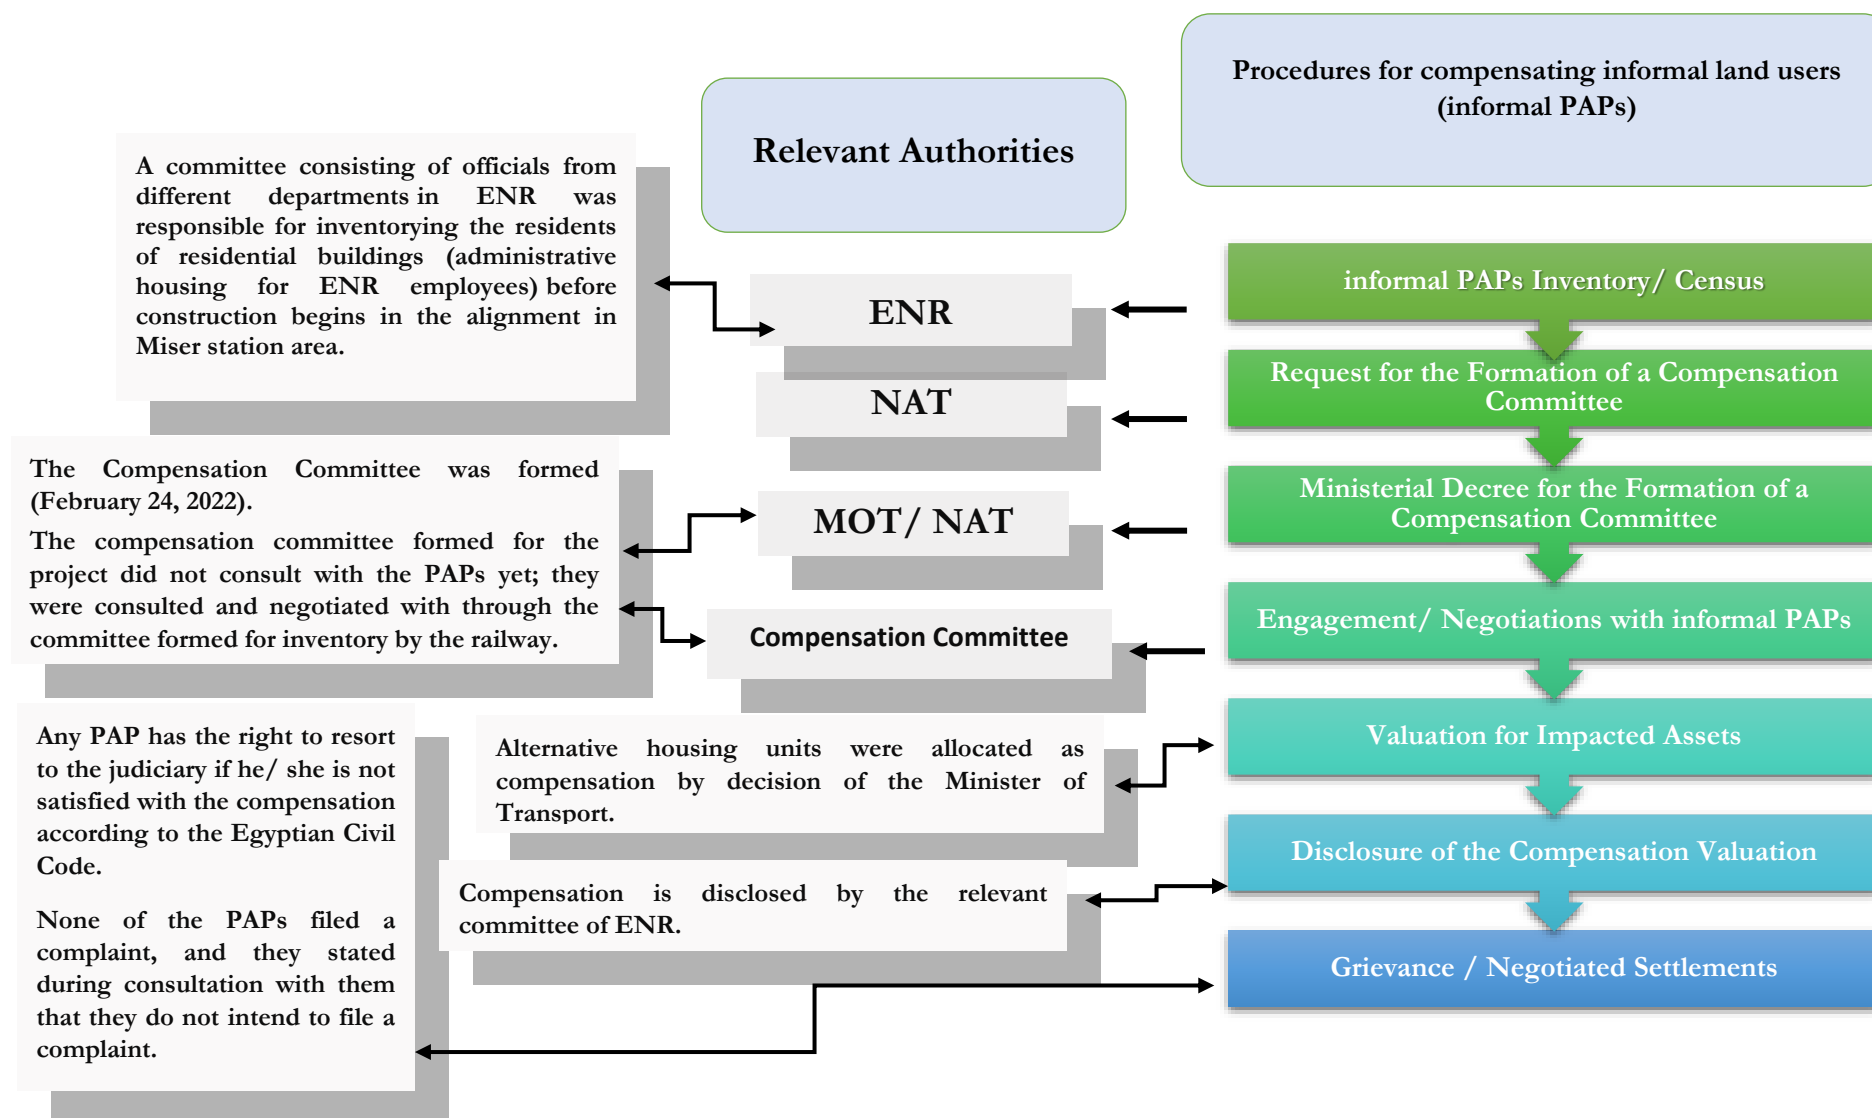 Procedures for compensating informal land users
(informal PAPs)
Relevant Authorities
A committee consisting of officials from
different departments in ENR was
responsible for inventorying the residents
of residential buildings (administrative
housing for ENR employees) before
construction begins in the alignment in
Miser station area.
informal PAPs Inventory/ Census
ENR
Request for the Formation of a Compensation
Committee
NAT
The Compensation Committee was formed
(February 24, 2022).
The compensation committee formed for the
project did not consult with the PAPs yet; they
were consulted and negotiated with through the
committee formed for inventory by the railway.
Ministerial Decree for the Formation of a
Compensation Committee
MOT/ NAT
Engagement/ Negotiations with informal PAPs
Compensation Committee
Valuation for Impacted Assets
Alternative housing units were allocated as
compensation by decision of the Minister of
Transport.
Any PAP has the right to resort
to the judiciary if he/ she is not
satisfied with the compensation
according to the Egyptian Civil
Code.
None of the PAPs filed a
complaint, and they stated
during consultation with them
that they do not intend to file a
complaint.
Disclosure of the Compensation Valuation
Compensation is disclosed by the relevant
committee of ENR.
Grievance / Negotiated Settlements